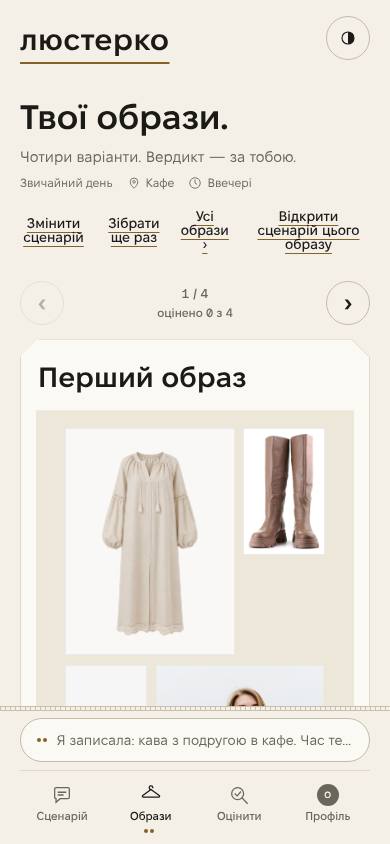 люстерко
Твої образи.
Чотири варіанти. Вердикт — за тобою.
Звичайний день Кафе Ввечері
Змінити сценарій
Зібрати ще раз
Усі образи ›
Відкрити сценарій цього образу
‹ 1 / 4 ›
оцінено 0 з 4
Перший образ
Я записала: кава з подругою в кафе. Час те...
Сценарій Образи Оцінити О Профіль